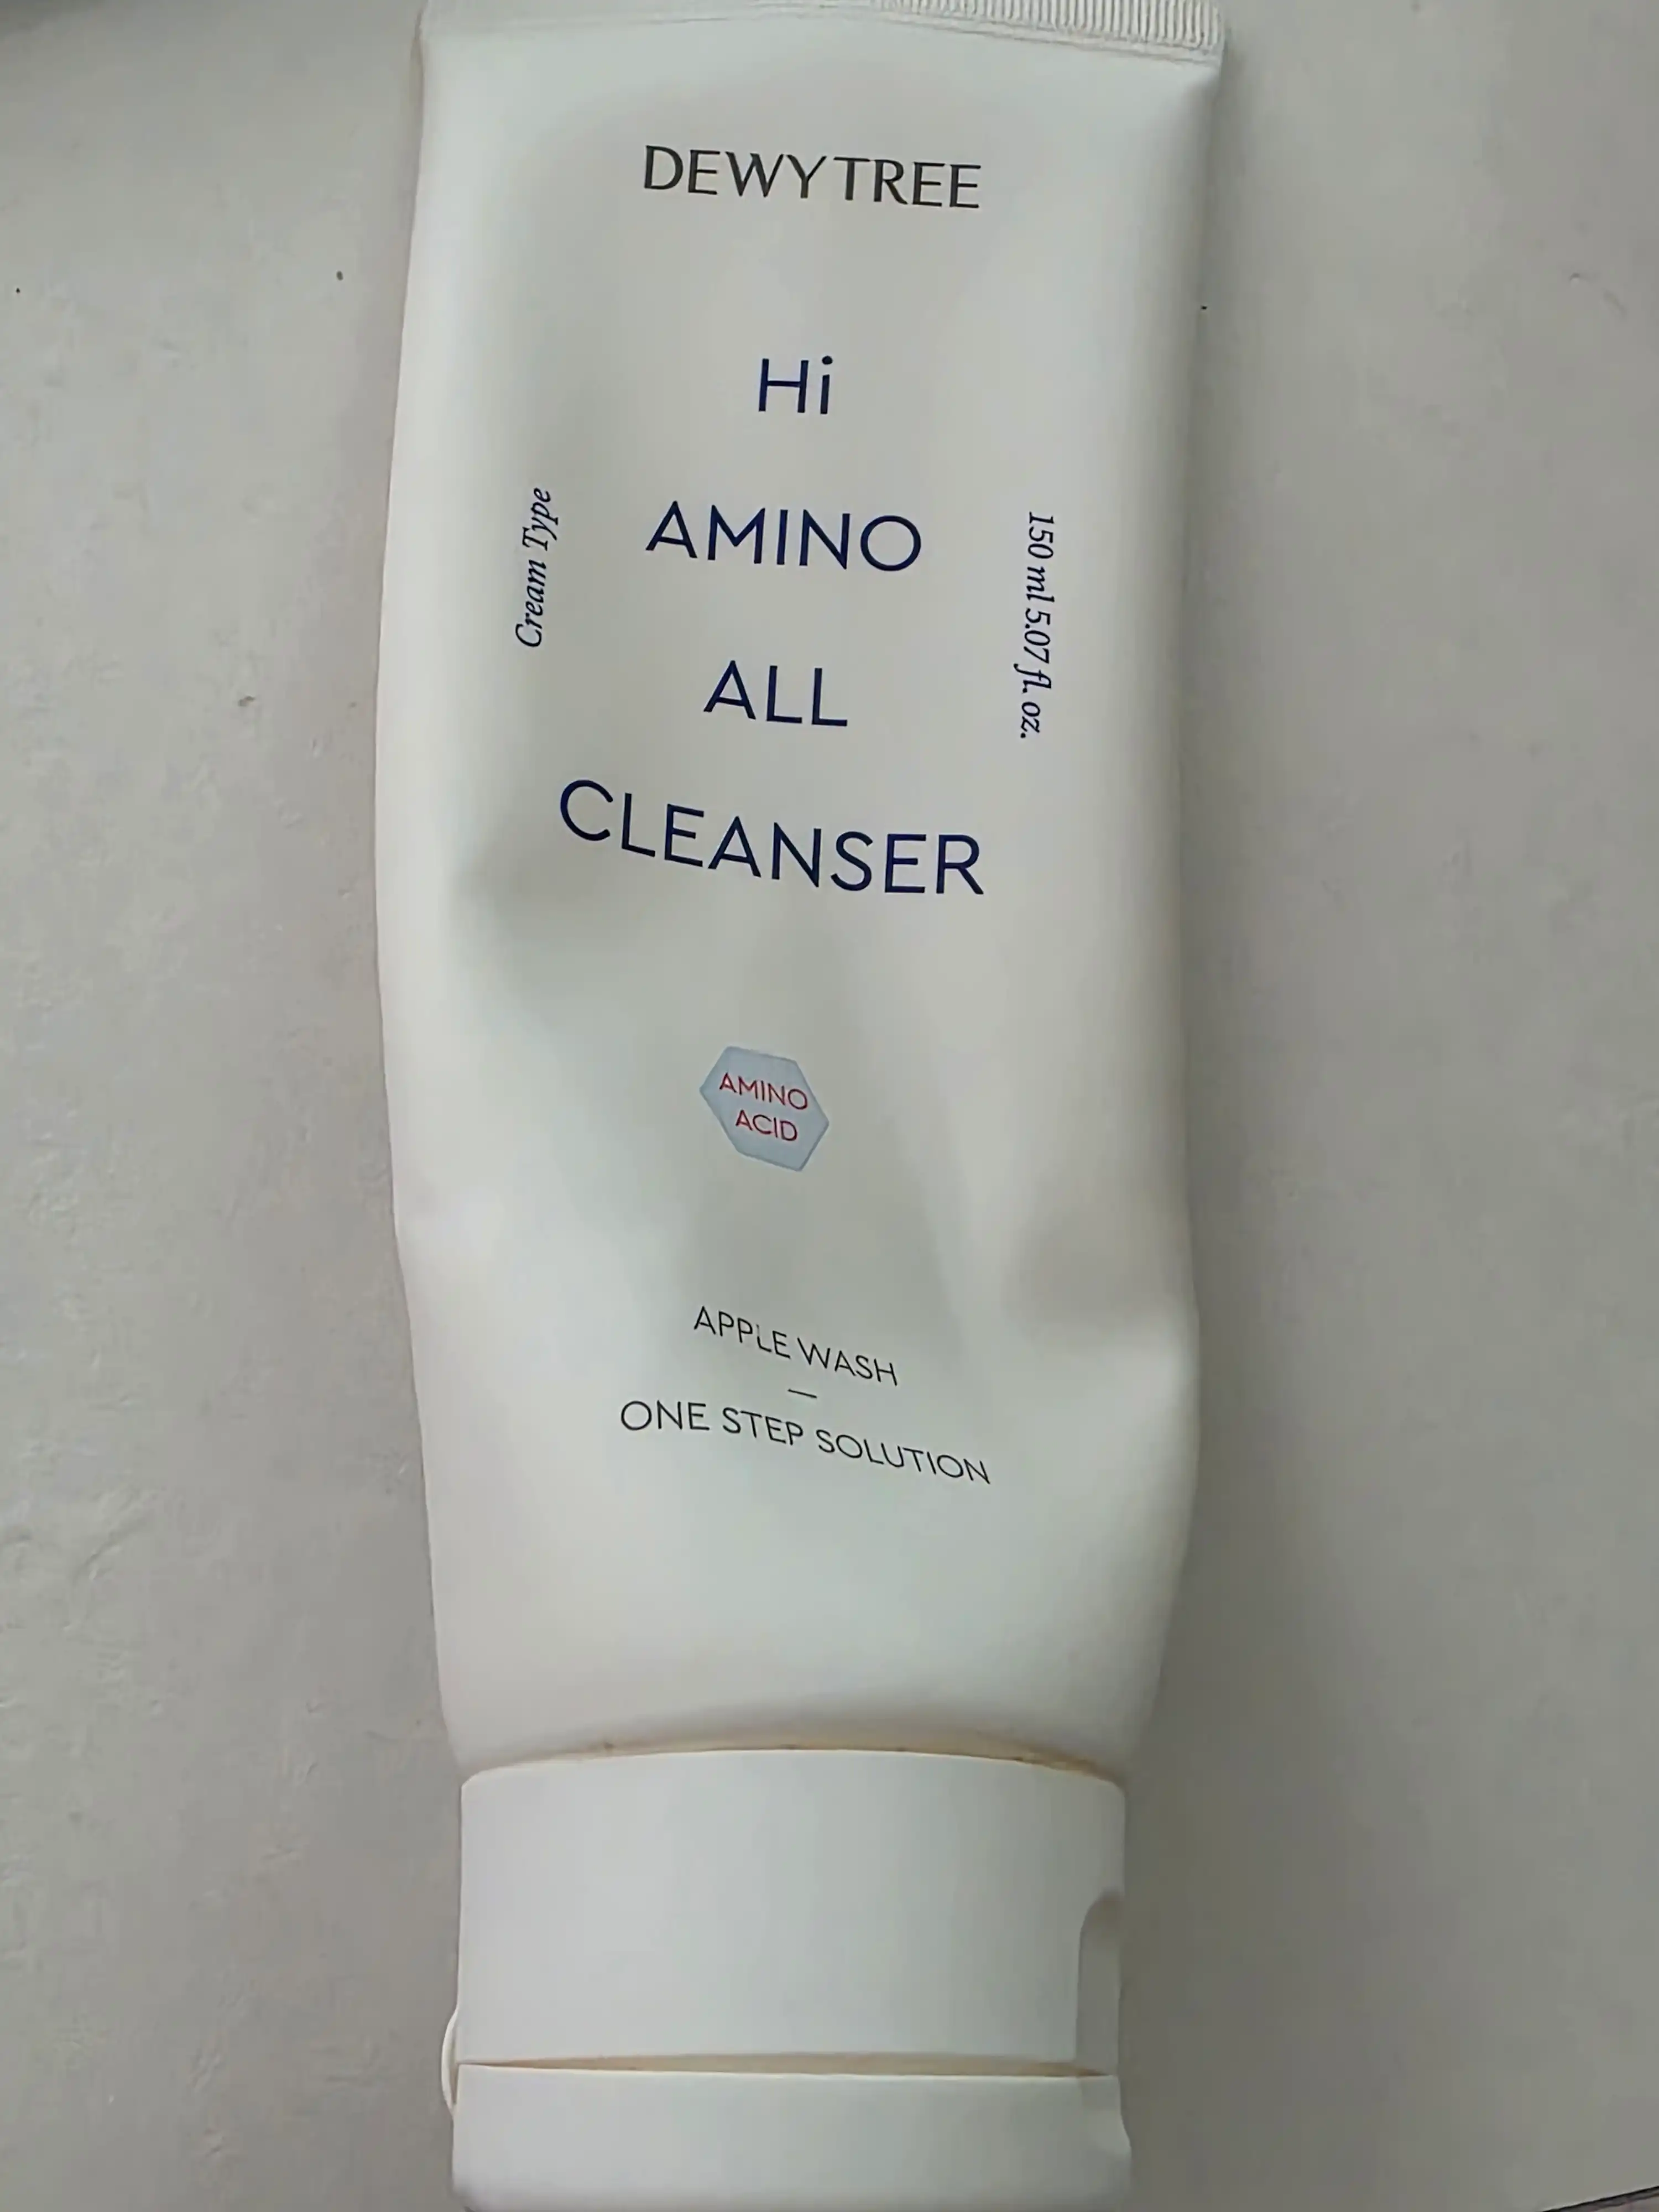 DEWYTREE
Hi
AMINO
ALL
CLEANSER
Cream Type
150 ml 5.07 fl. oz.
AMINO
ACID
APPLE WASH
—
ONE STEP SOLUTION